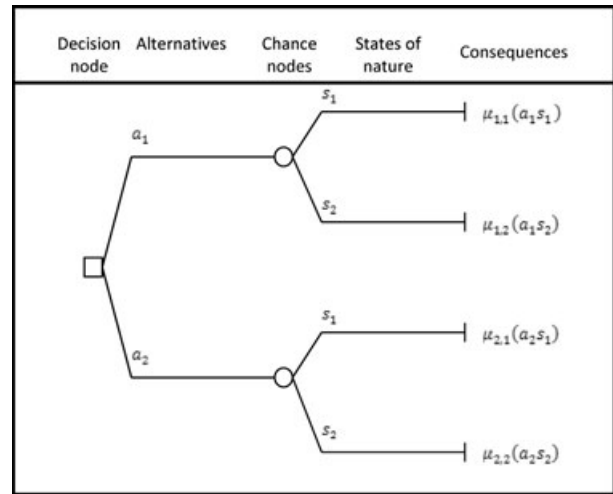 Decision node
Alternatives
Chance nodes
States of nature
Consequences
a₁
s₁
μ₁,₁(a₁s₁)
s₂
μ₁,₂(a₁s₂)
a₂
s₁
μ₂,₁(a₂s₁)
s₂
μ₂,₂(a₂s₂)